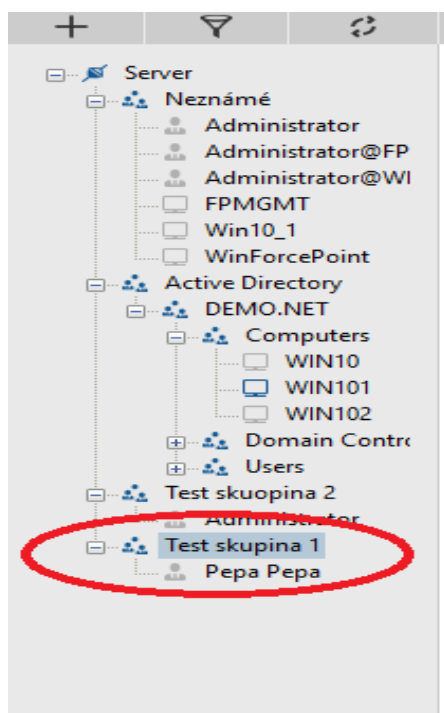 Server
Neznámé
Administrator
Administrator@FP
Administrator@WI
FPMGMT
Win10_1
WinForcePoint
Active Directory
DEMO.NET
Computers
WIN10
WIN101
WIN102
Domain Contro
Users
Test skuopina 2
Administrator
Test skupina 1
Pepa Pepa